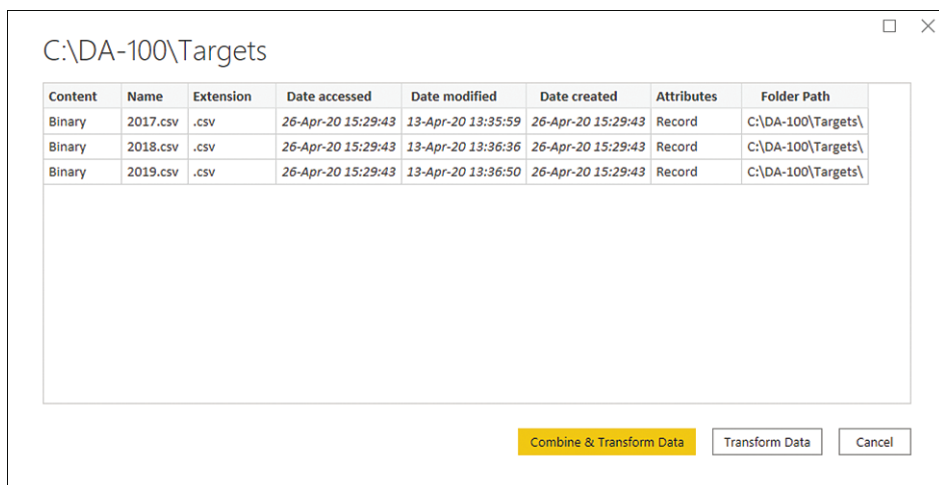 C:\DA-100\Targets
Content Name Extension Date accessed Date modified Date created Attributes Folder Path
Binary 2017.csv .csv 26-Apr-20 15:29:43 13-Apr-20 13:35:59 26-Apr-20 15:29:43 Record C:\DA-100\Targets\
Binary 2018.csv .csv 26-Apr-20 15:29:43 13-Apr-20 13:36:36 26-Apr-20 15:29:43 Record C:\DA-100\Targets\
Binary 2019.csv .csv 26-Apr-20 15:29:43 13-Apr-20 13:36:50 26-Apr-20 15:29:43 Record C:\DA-100\Targets\
Combine & Transform Data Transform Data Cancel